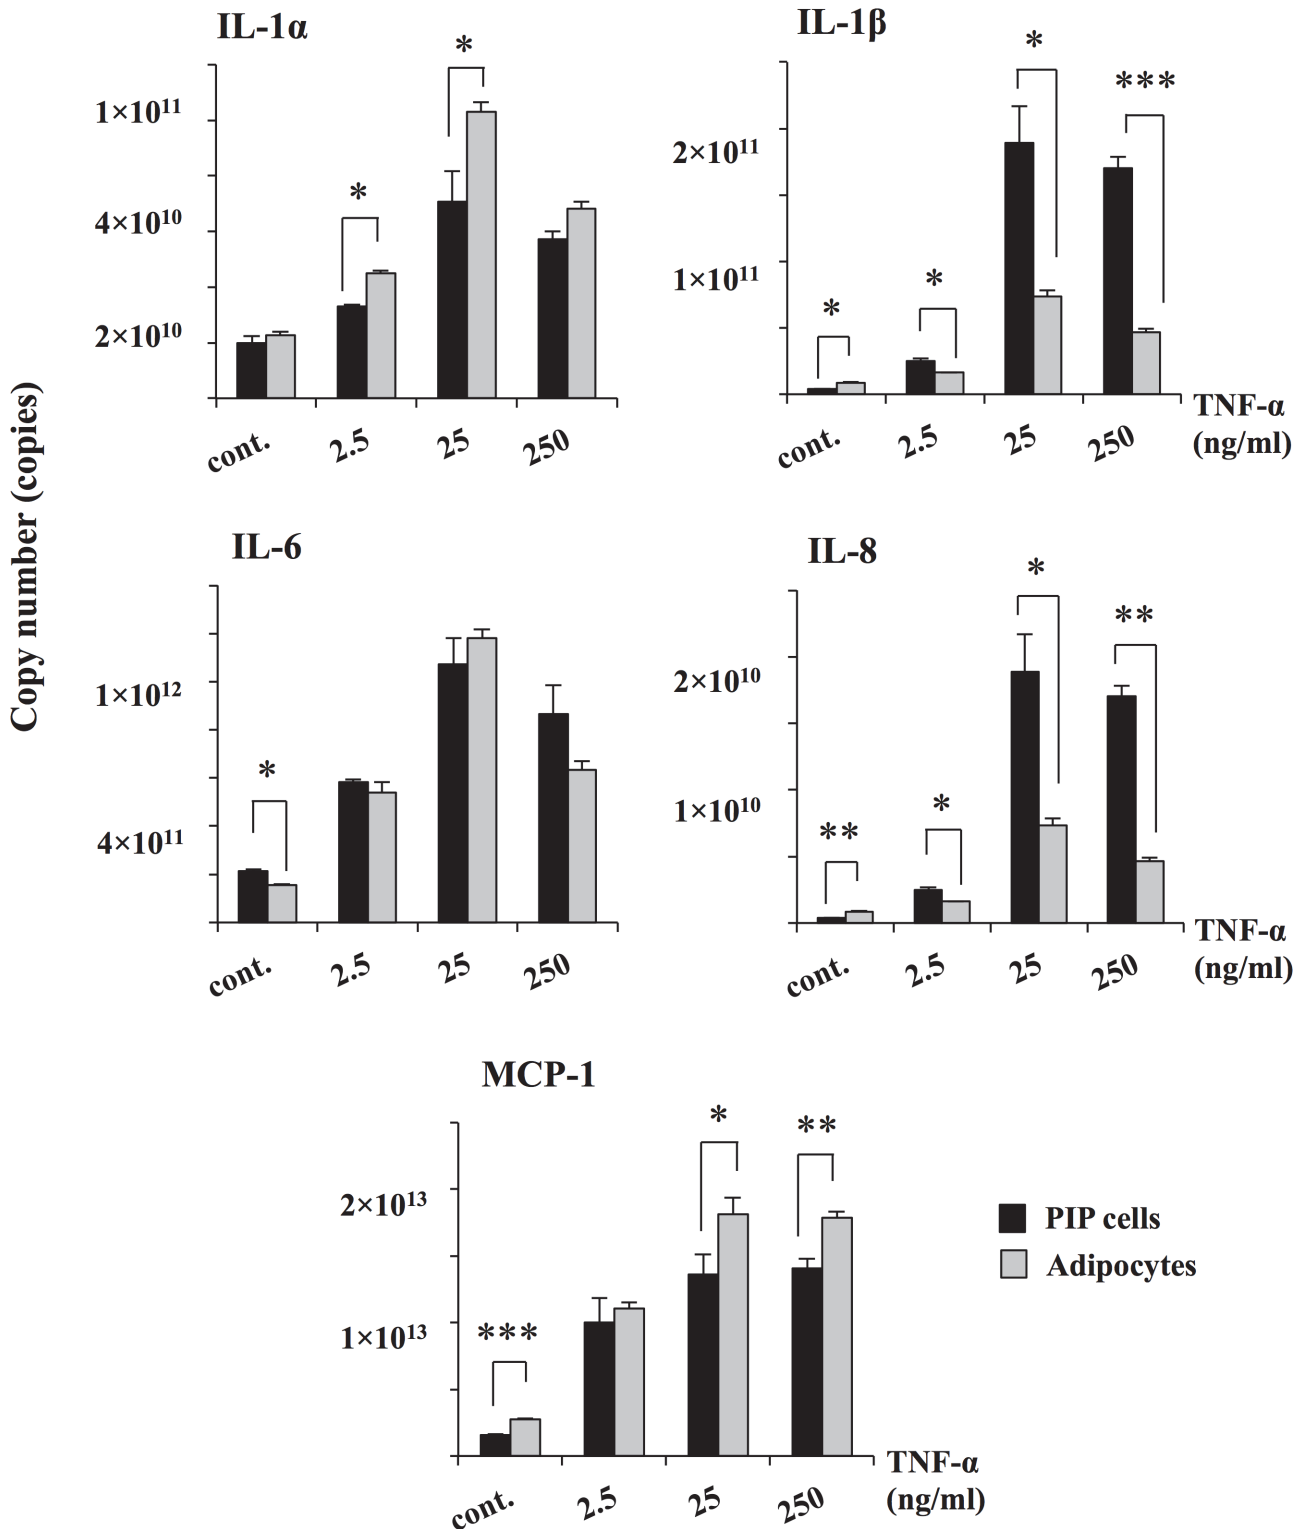 IL-1α
*
*
1×10¹¹
4×10¹⁰
2×10¹⁰
cont. 2.5 25 250
IL-1β
*
*
*
***
2×10¹¹
1×10¹¹
cont. 2.5 25 250
TNF-α
(ng/ml)
Copy number (copies)
IL-6
*
1×10¹²
4×10¹¹
cont. 2.5 25 250
IL-8
**
*
*
**
2×10¹⁰
1×10¹⁰
cont. 2.5 25 250
TNF-α
(ng/ml)
MCP-1
***
*
**
2×10¹³
1×10¹³
cont. 2.5 25 250
TNF-α
(ng/ml)
PIP cells
Adipocytes